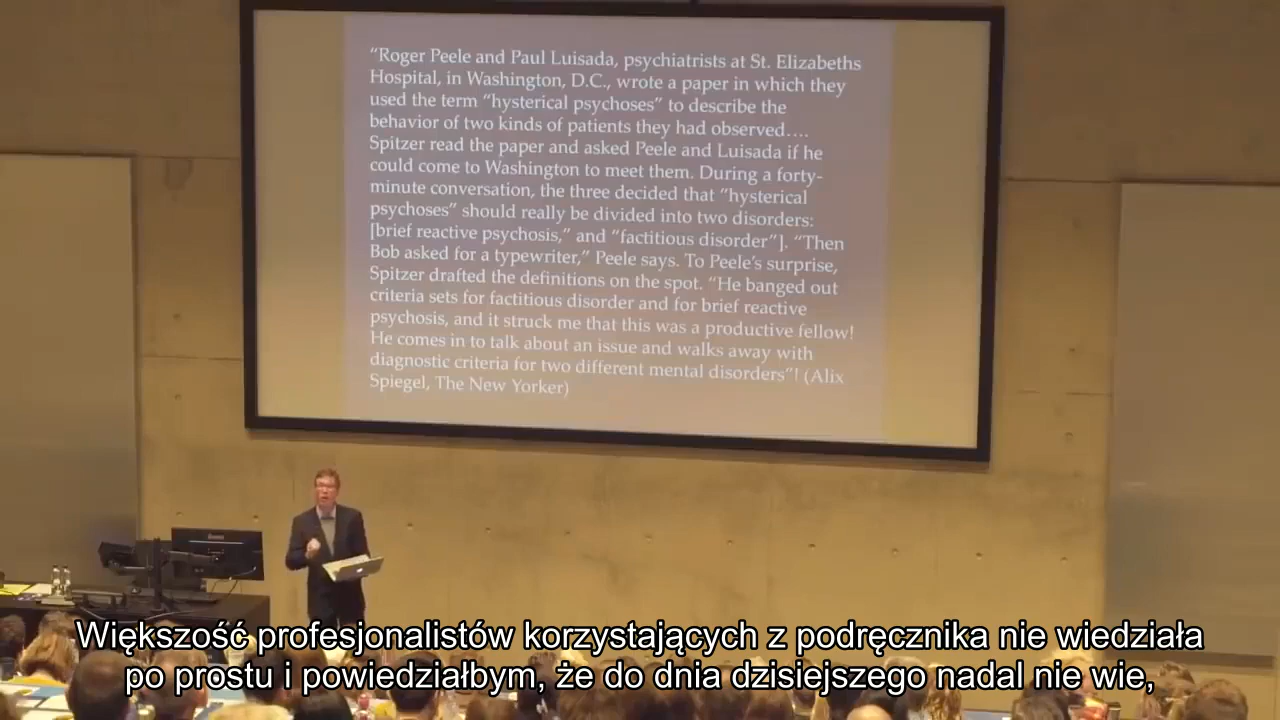 “Roger Peele and Paul Luisada, psychiatrists at St. Elizabeths
Hospital, in Washington, D.C., wrote a paper in which they
used the term “hysterical psychoses” to describe the
behavior of two kinds of patients they had observed….
Spitzer read the paper and asked Peele and Luisada if he
could come to Washington to meet them. During a forty-
minute conversation, the three decided that “hysterical
psychoses” should really be divided into two disorders:
[brief reactive psychosis,” and “factitious disorder”]. “Then
Bob asked for a typewriter,” Peele says. To Peele’s surprise,
Spitzer drafted the definitions on the spot. “He banged out
criteria sets for factitious disorder and for brief reactive
psychosis, and it struck me that this was a productive fellow!
He comes in to talk about an issue and walks away with
diagnostic criteria for two different mental disorders”! (Alix
Spiegel, The New Yorker)
Większość profesjonalistów korzystających z podręcznika nie wiedziała
po prostu i powiedziałbym, że do dnia dzisiejszego nadal nie wie,